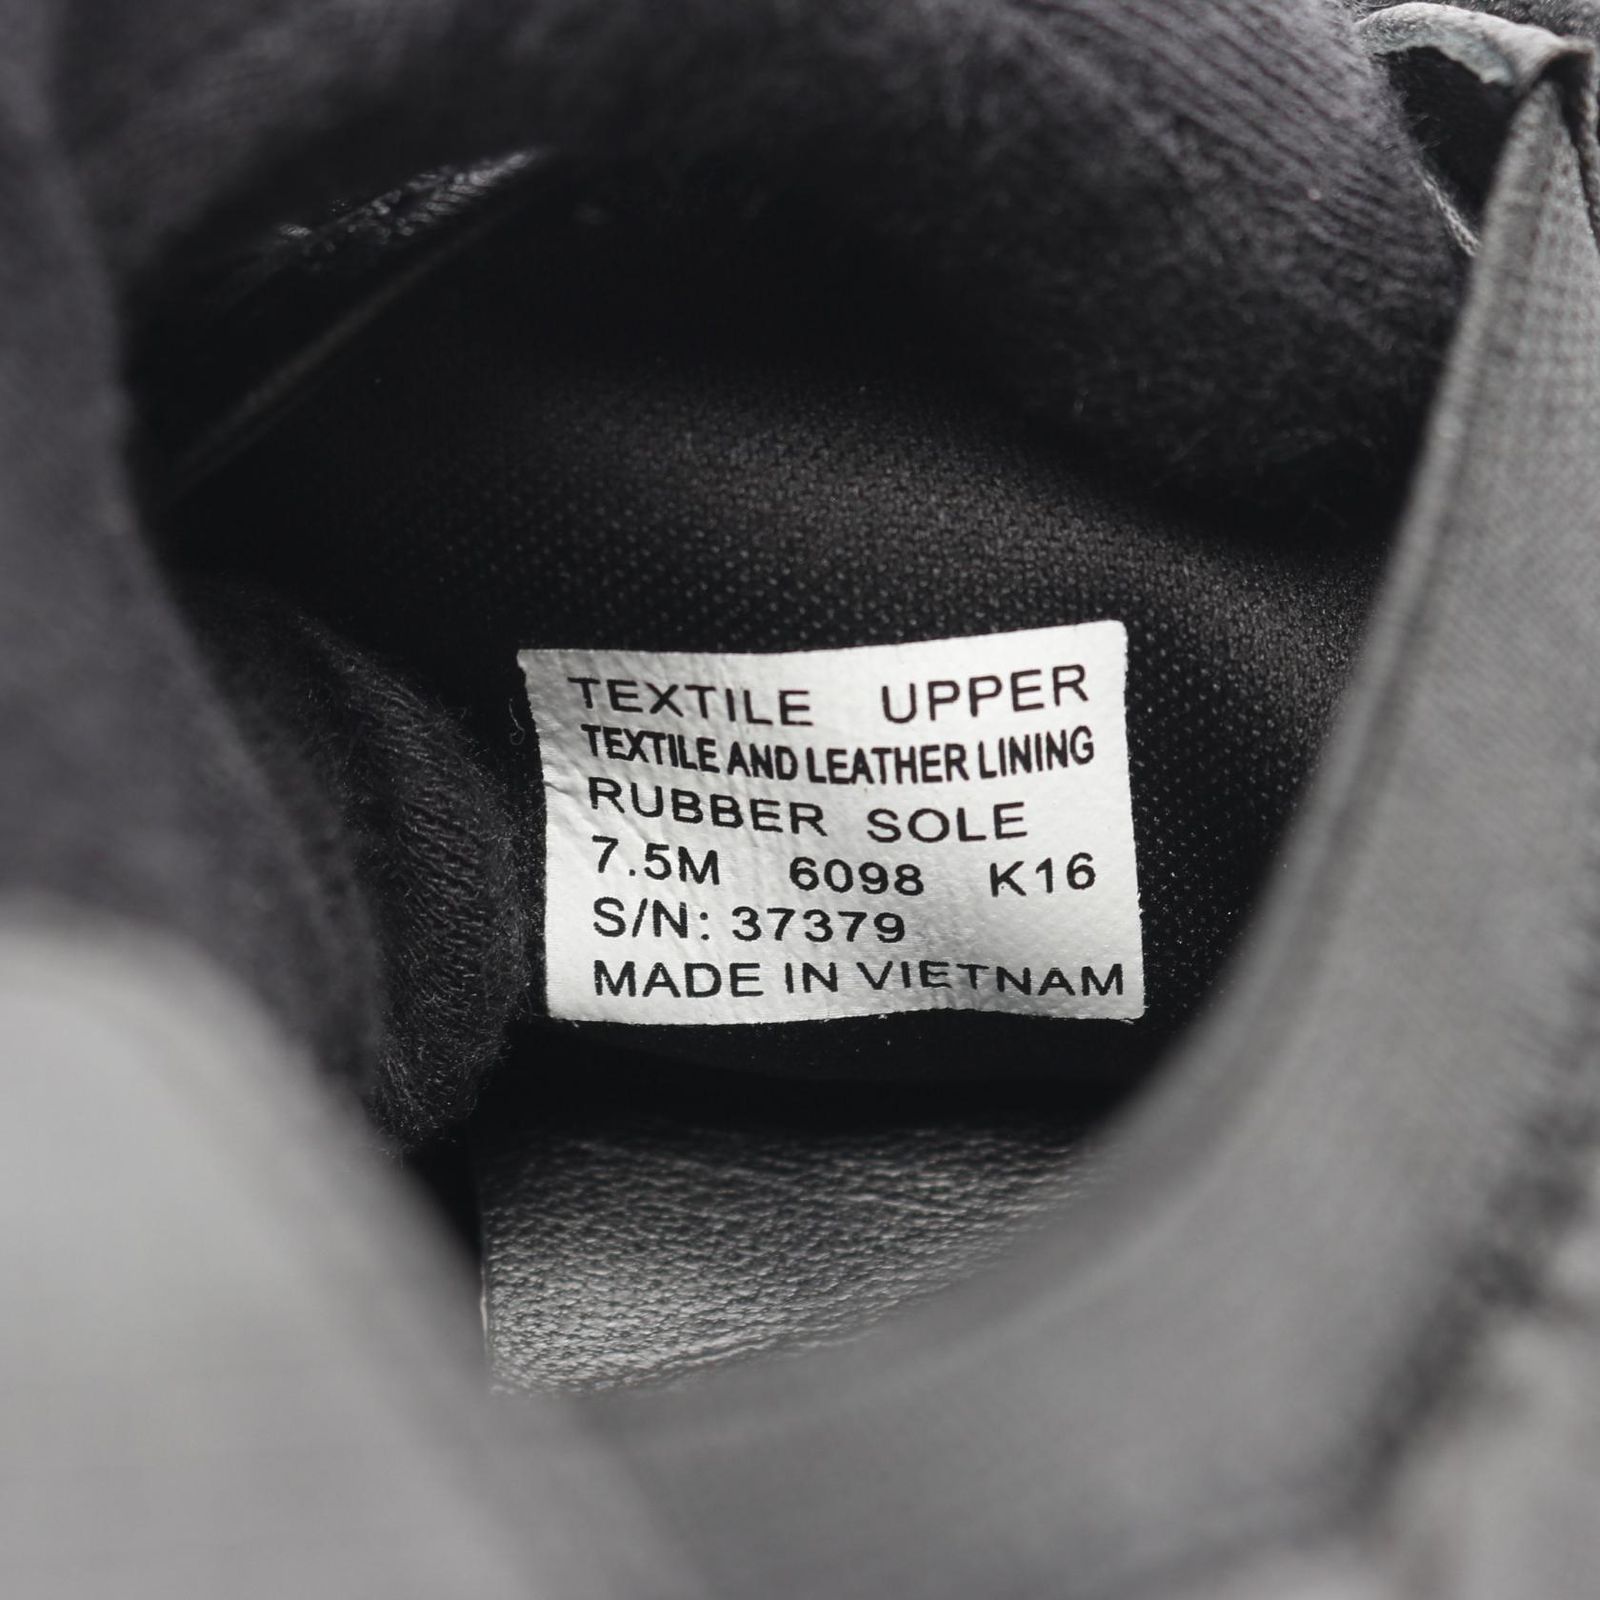 TEXTILE UPPER
TEXTILE AND LEATHER LINING
RUBBER SOLE
7.5M 6098 K16
S/N: 37379
MADE IN VIETNAM